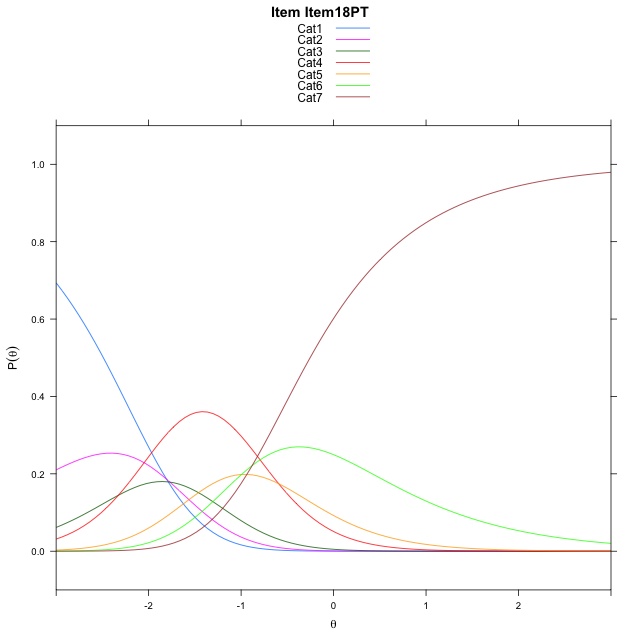 Item Item18PT
Cat1
Cat2
Cat3
Cat4
Cat5
Cat6
Cat7
1.0
0.8
0.6
0.4
0.2
0.0
P(θ)
-2 -1 0 1 2
θ